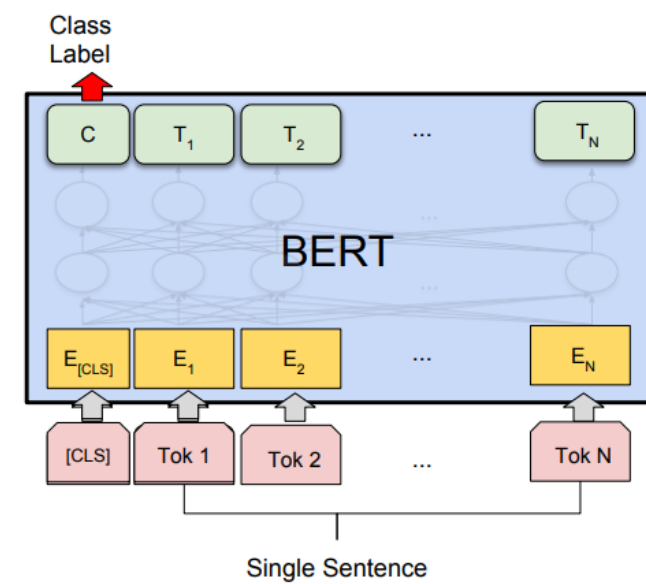 Class
Label
C T1 T2 ... TN
...
BERT
...
E[CLS] E1 E2 ... EN
[CLS] Tok 1 Tok 2 ... Tok N
Single Sentence